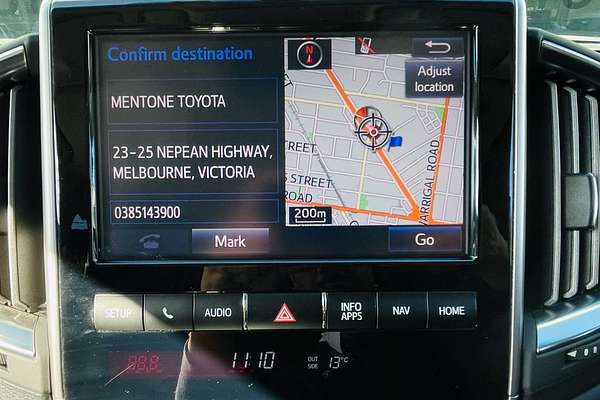 Confirm destination
N
Adjust
location
MENTONE TOYOTA
23-25 NEPEAN HIGHWAY,
MELBOURNE, VICTORIA
STREET
S STREET
WARRIGAL ROAD
0385143900
200m
Mark
Go
SETUP
AUDIO
INFO
APPS
NAV
HOME
11:10
OUT
SIDE
13°C